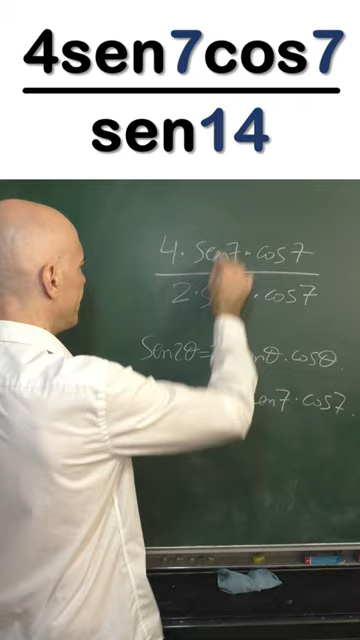 4sen7cos7
sen14
4 · sen7 · cos7
2 · · cos7
Sen2θ= · cosθ.
sen7 · cos7.